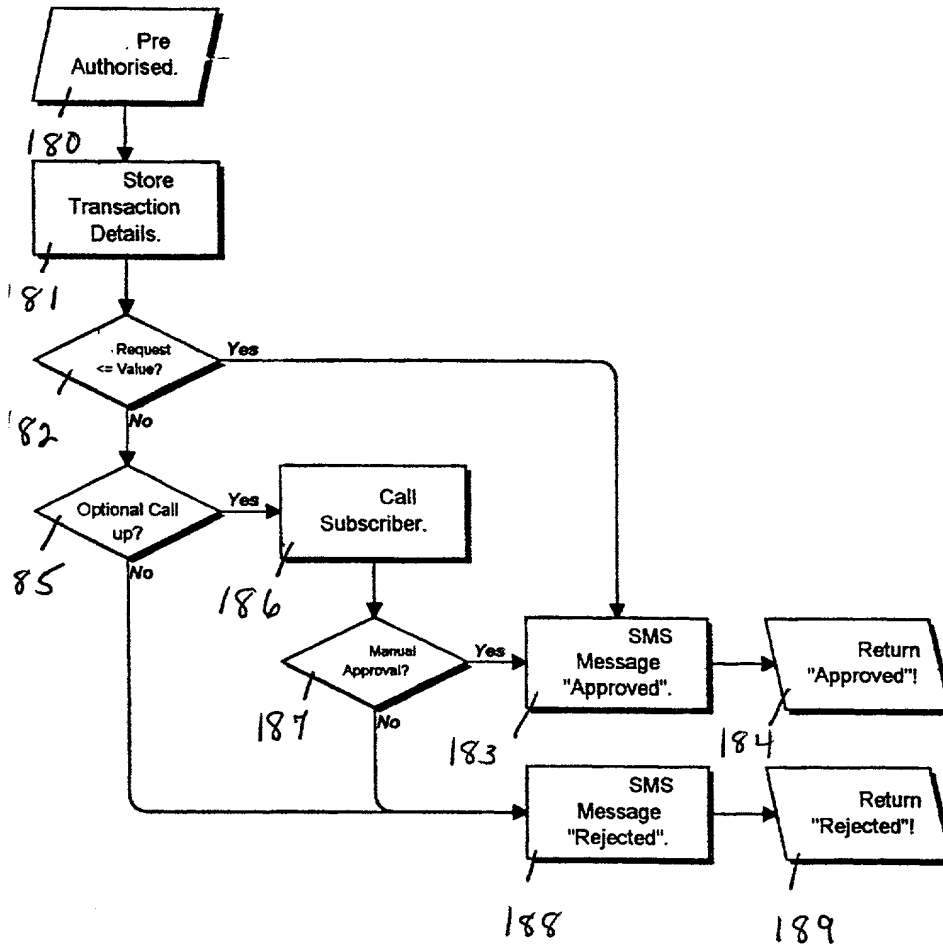 . Pre
Authorised.
180
Store
Transaction
Details.
181
. Request
<= Value?
Yes
182
No
Optional Call
up?
Yes
Call
Subscriber.
85
No
186
Manual
Approval?
Yes
SMS
Message
"Approved".
Return
"Approved"!
187
No
183
184
SMS
Message
"Rejected".
Return
"Rejected"!
188
189